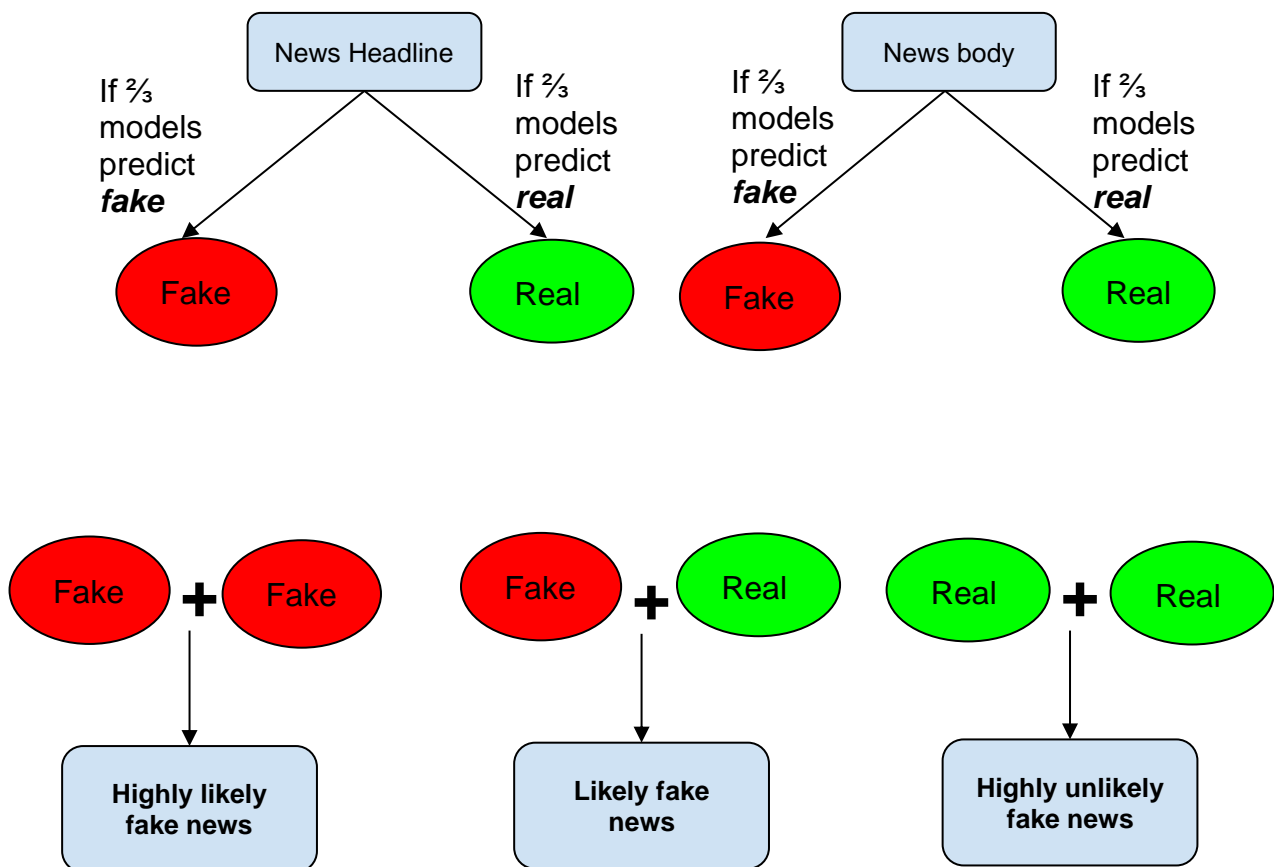 News Headline
News body
If ⅔
models
predict
fake
If ⅔
models
predict
real
If ⅔
models
predict
fake
If ⅔
models
predict
real
Fake
Real
Fake
Real
Fake + Fake
Fake + Real
Real + Real
Highly likely
fake news
Likely fake
news
Highly unlikely
fake news